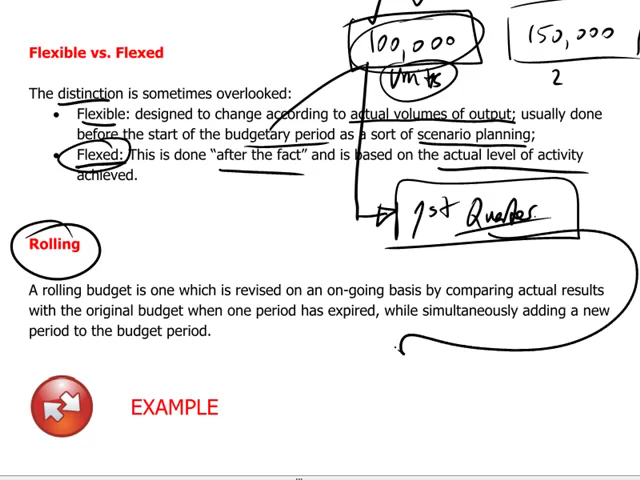 100,000
150,000
Units
2
Flexible vs. Flexed
The distinction is sometimes overlooked:
• Flexible: designed to change according to actual volumes of output; usually done
before the start of the budgetary period as a sort of scenario planning;
• Flexed: This is done “after the fact” and is based on the actual level of activity
achieved.
1st Quarter
Rolling
A rolling budget is one which is revised on an on-going basis by comparing actual results
with the original budget when one period has expired, while simultaneously adding a new
period to the budget period.
EXAMPLE